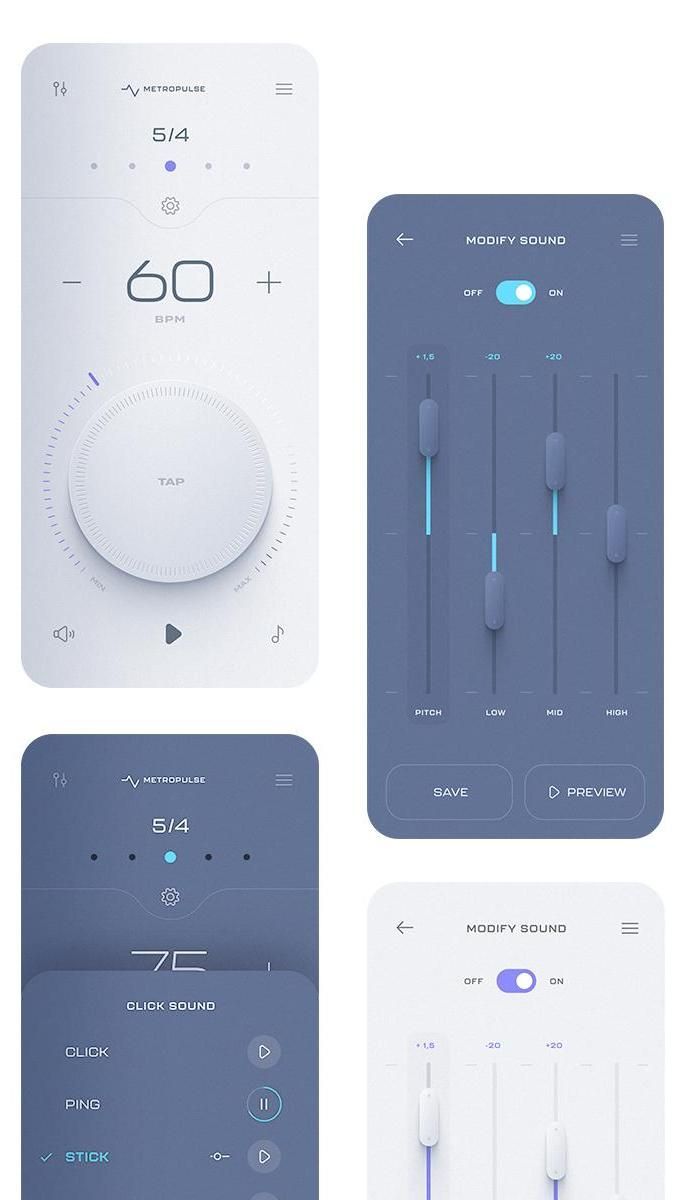 METROPULSE
5/4
60
BPM
TAP
MIN
MAX
MODIFY SOUND
OFF ON
+ 1,5 -20 +20
PITCH LOW MID HIGH
SAVE PREVIEW
METROPULSE
5/4
75
CLICK SOUND
CLICK
PING
STICK
MODIFY SOUND
OFF ON
+ 1,5 -20 +20